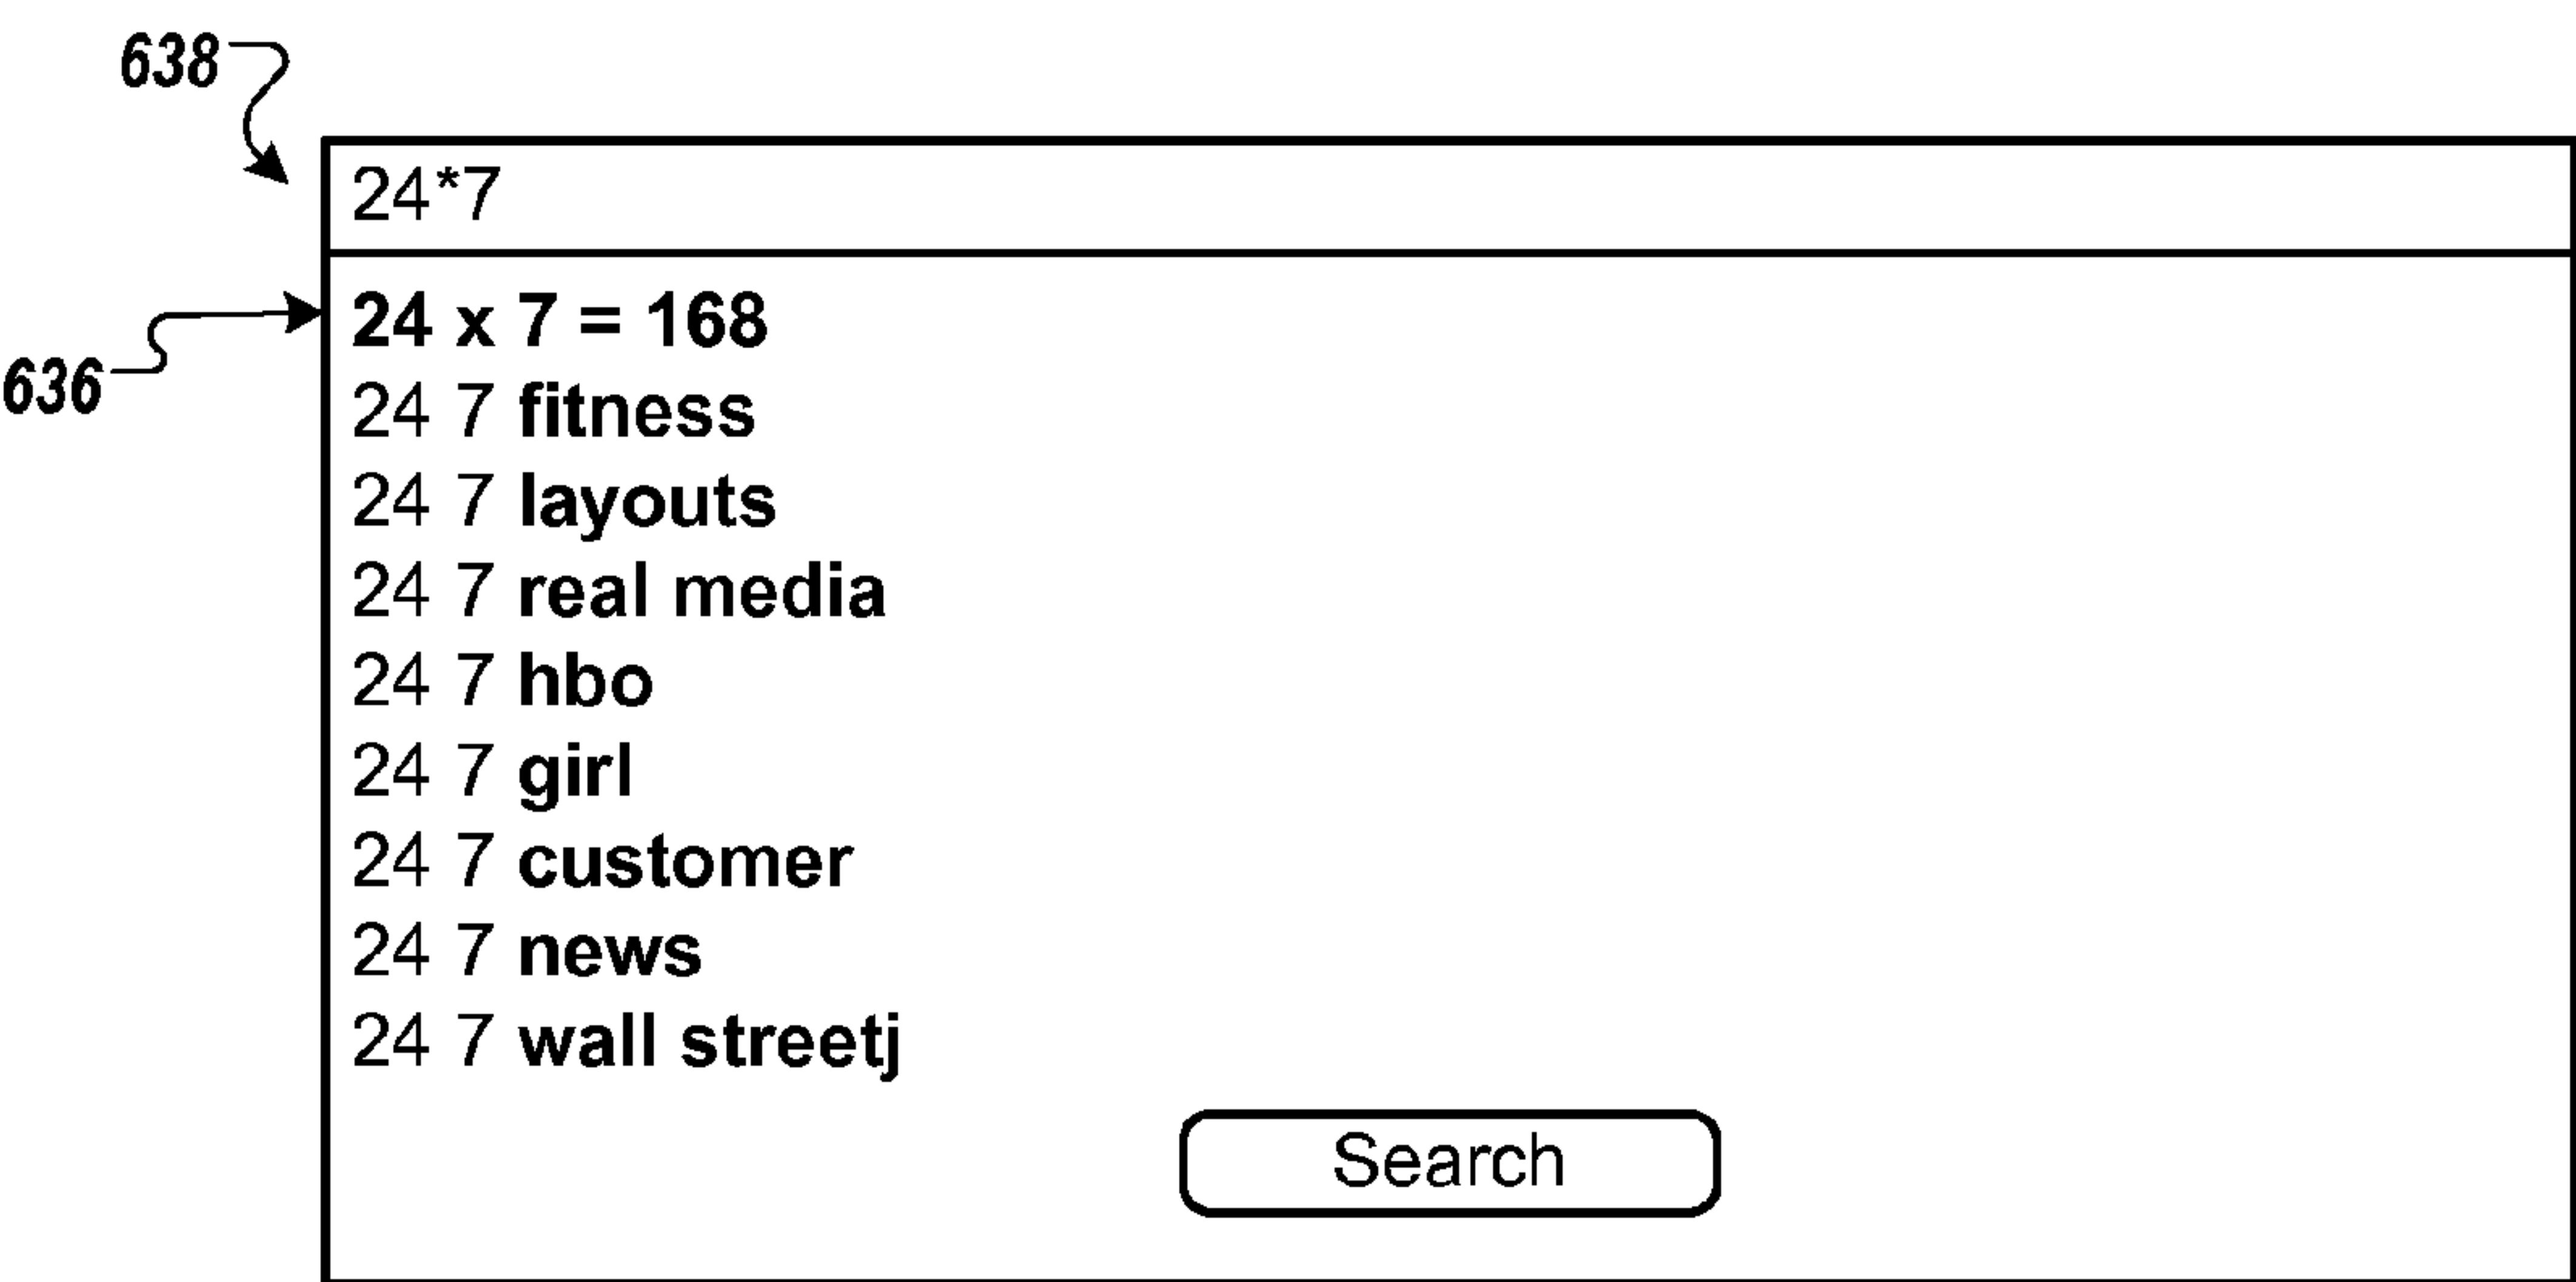 638
24*7
24 x 7 = 168
636
24 7 fitness
24 7 layouts
24 7 real media
24 7 hbo
24 7 girl
24 7 customer
24 7 news
24 7 wall streetj
Search